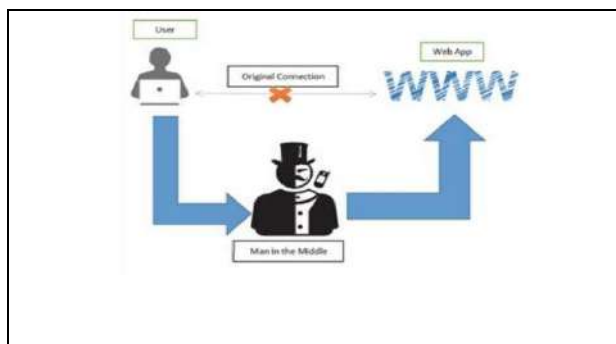 User
Web App
Original Connection
WWW
Man in the Middle